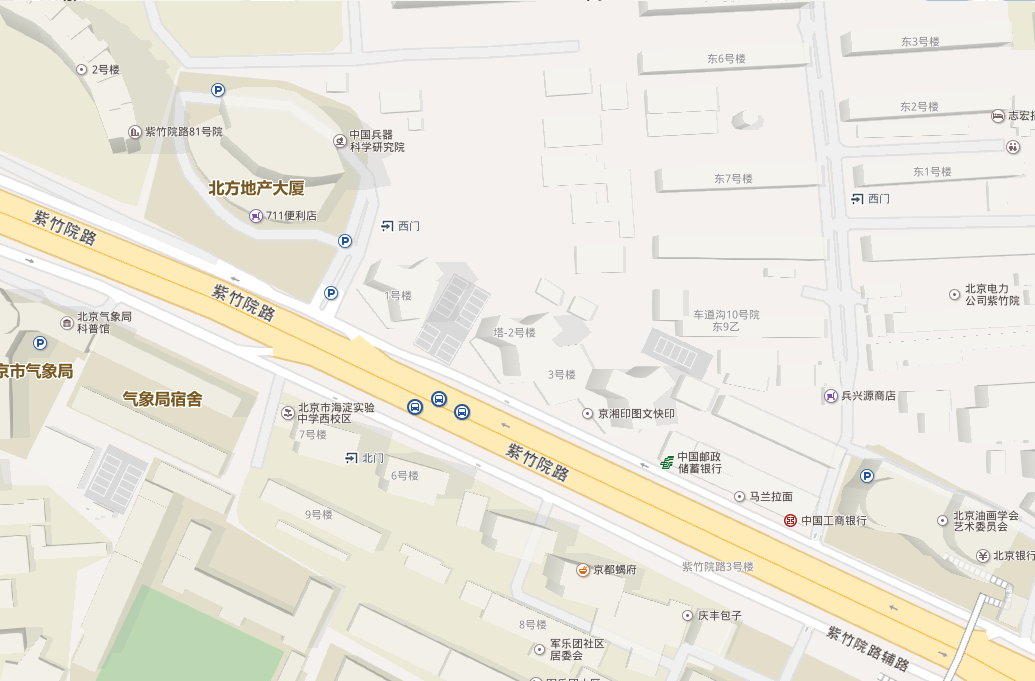 东3号楼
东6号楼
2号楼
东2号楼
志宏
紫竹院路81号院
中国兵器
科学研究院
东1号楼
东7号楼
北方地产大厦
西门
711便利店
西门
紫竹院路
北京电力
公司紫竹院
1号楼
紫竹院路
北京气象局
科普馆
车道沟10号院
东9乙
塔-2号楼
京市气象局
3号楼
气象局宿舍
兵兴源商店
北京市海淀实验
中学西校区
京湘印图文快印
7号楼
北门
紫竹院路
中国邮政
储蓄银行
6号楼
P
马兰拉面
9号楼
中国工商银行
北京油画学会
艺术委员会
北京银行
京都蝎府
紫竹院路3号楼
庆丰包子
8号楼
紫竹院路辅路
军乐团社区
居委会